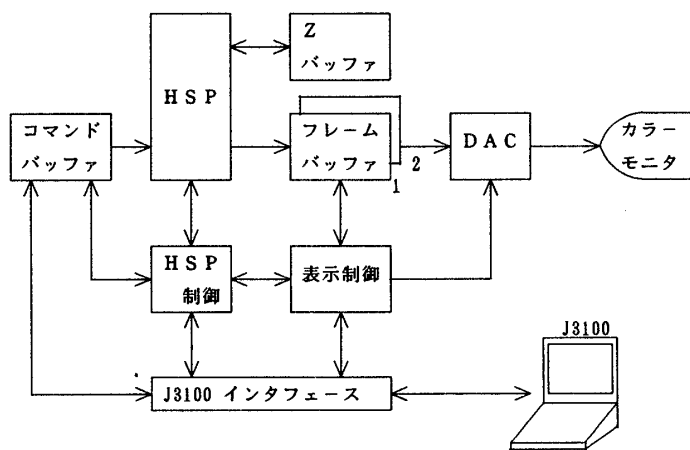 Z
バッファ
HSP
コマンド
バッファ
フレーム
バッファ
1
2
DAC
カラー
モニタ
HSP
制御
表示制御
J3100
J3100 インタフェース